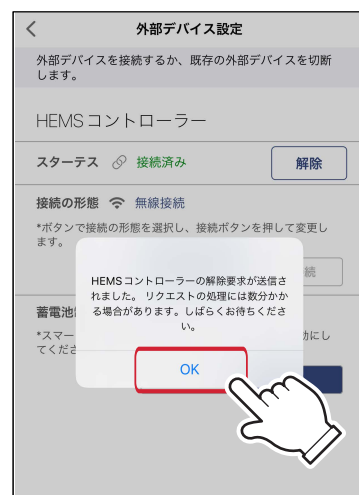 外部デバイス設定
外部デバイスを接続するか、既存の外部デバイスを切断
します。
HEMSコントローラー
スターテス 接続済み 解除
接続の形態 無線接続
*ボタンで接続の形態を選択し、接続ボタンを押して変更し
ます。
続
HEMSコントローラーの解除要求が送信さ
れました。 リクエストの処理には数分かか
る場合があります。しばらくお待ちくださ
い。
蓄電池
*スマー
効にし
てくださ
OK